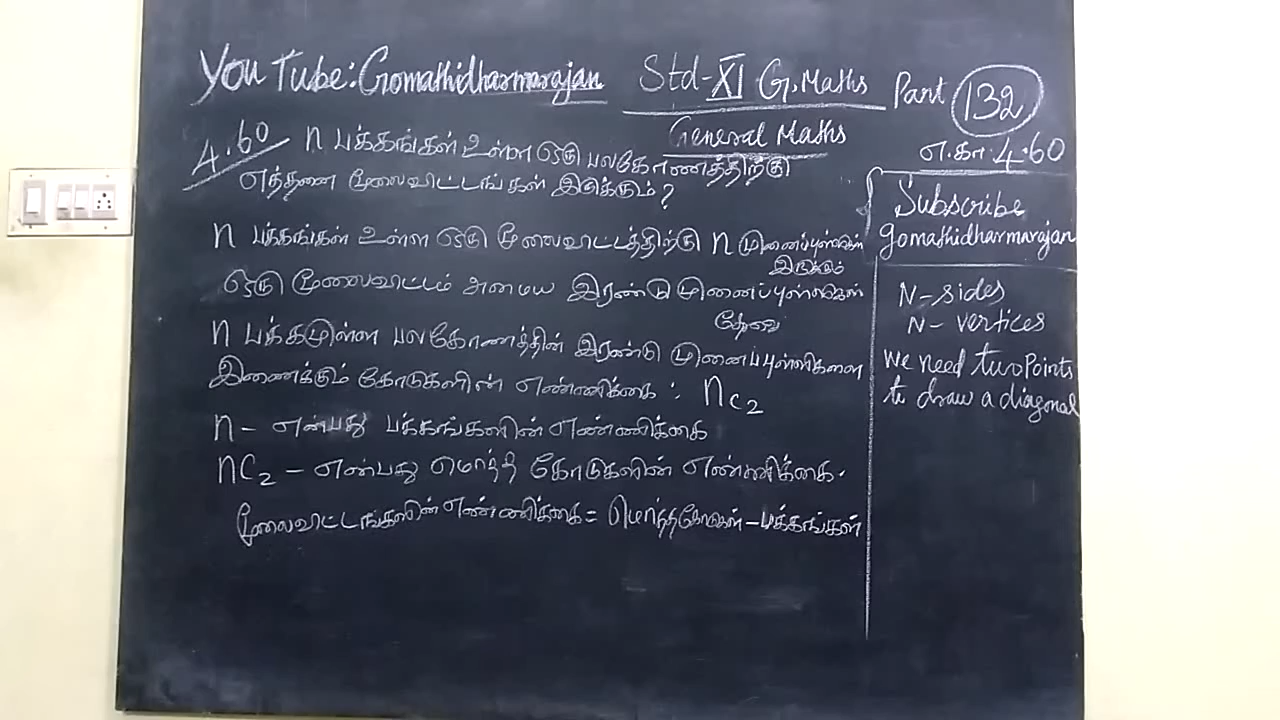 YouTube: Gomathidharmarajan Std-XI G.Maths Part 132
General Maths
எ.கா.4.60
4.60 n பக்கங்கள் உள்ள ஒரு பலகோணத்திற்கு
எத்தனை மூலைவிட்டங்கள் இருக்கும்?
n பக்கங்கள் உள்ள ஒரு மூலைவிட்டத்திற்கு n முனைப்புள்ளிகள்
இருக்கும்
ஒரு மூலைவிட்டம் அமைய இரண்டு முனைப்புள்ளிகள்
தேவை
n பக்கமுள்ள பலகோணத்தின் இரண்டு முனைப்புள்ளிகளை
இணைக்கும் கோடுகளின் எண்ணிக்கை : nC2
n - என்பது பக்கங்களின் எண்ணிக்கை
nC2 - என்பது மொத்த கோடுகளின் எண்ணிக்கை.
மூலைவிட்டங்களின் எண்ணிக்கை = மொத்தகோடுகள் - பக்கங்கள்
Subscribe
gomathidharmarajan
N- sides
N- vertices
We need two Points
to draw a diagonal